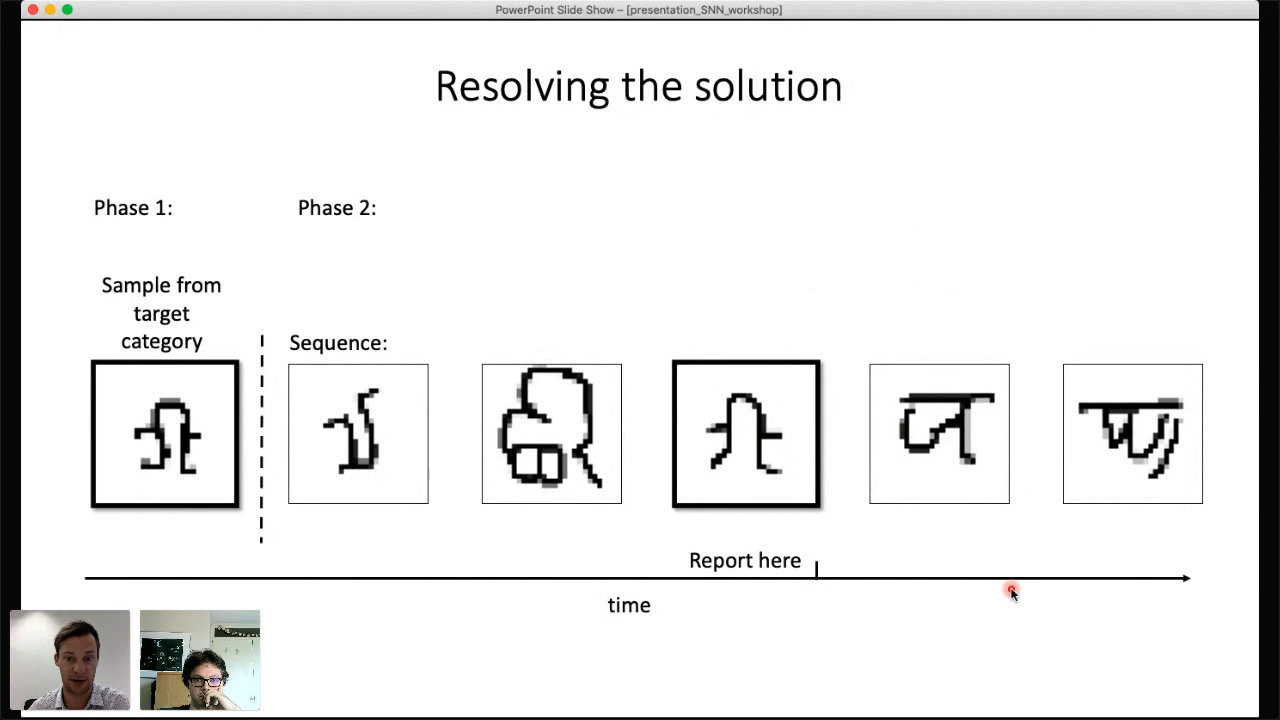 PowerPoint Slide Show – [presentation_SNN_workshop]
Resolving the solution
Phase 1:
Phase 2:
Sample from
target
category
Sequence:
Report here
time